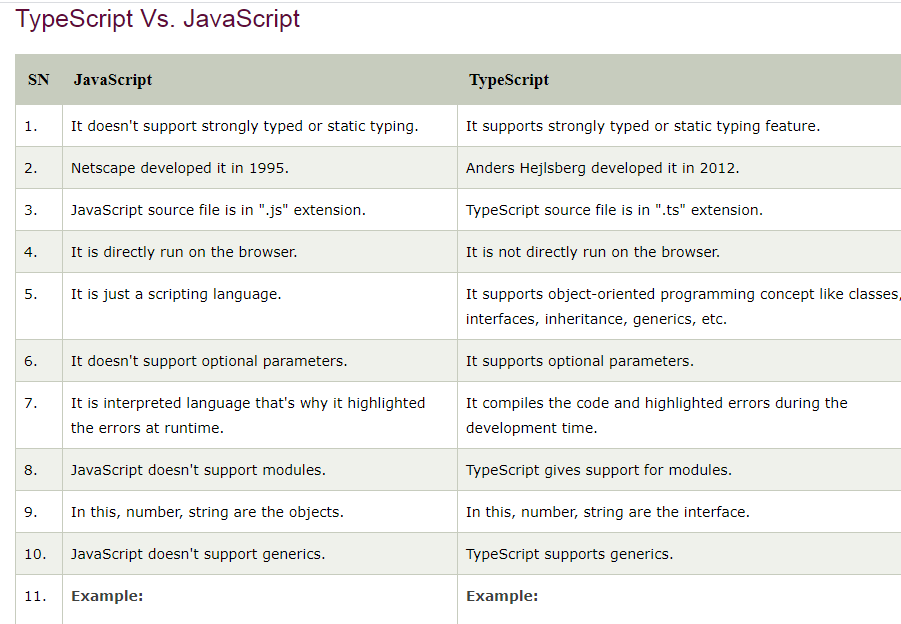 TypeScript Vs. JavaScript
SN JavaScript TypeScript
1. It doesn't support strongly typed or static typing. It supports strongly typed or static typing feature.
2. Netscape developed it in 1995. Anders Hejlsberg developed it in 2012.
3. JavaScript source file is in ".js" extension. TypeScript source file is in ".ts" extension.
4. It is directly run on the browser. It is not directly run on the browser.
5. It is just a scripting language. It supports object-oriented programming concept like classes,
interfaces, inheritance, generics, etc.
6. It doesn't support optional parameters. It supports optional parameters.
7. It is interpreted language that's why it highlighted It compiles the code and highlighted errors during the
the errors at runtime. development time.
8. JavaScript doesn't support modules. TypeScript gives support for modules.
9. In this, number, string are the objects. In this, number, string are the interface.
10. JavaScript doesn't support generics. TypeScript supports generics.
11. Example: Example: